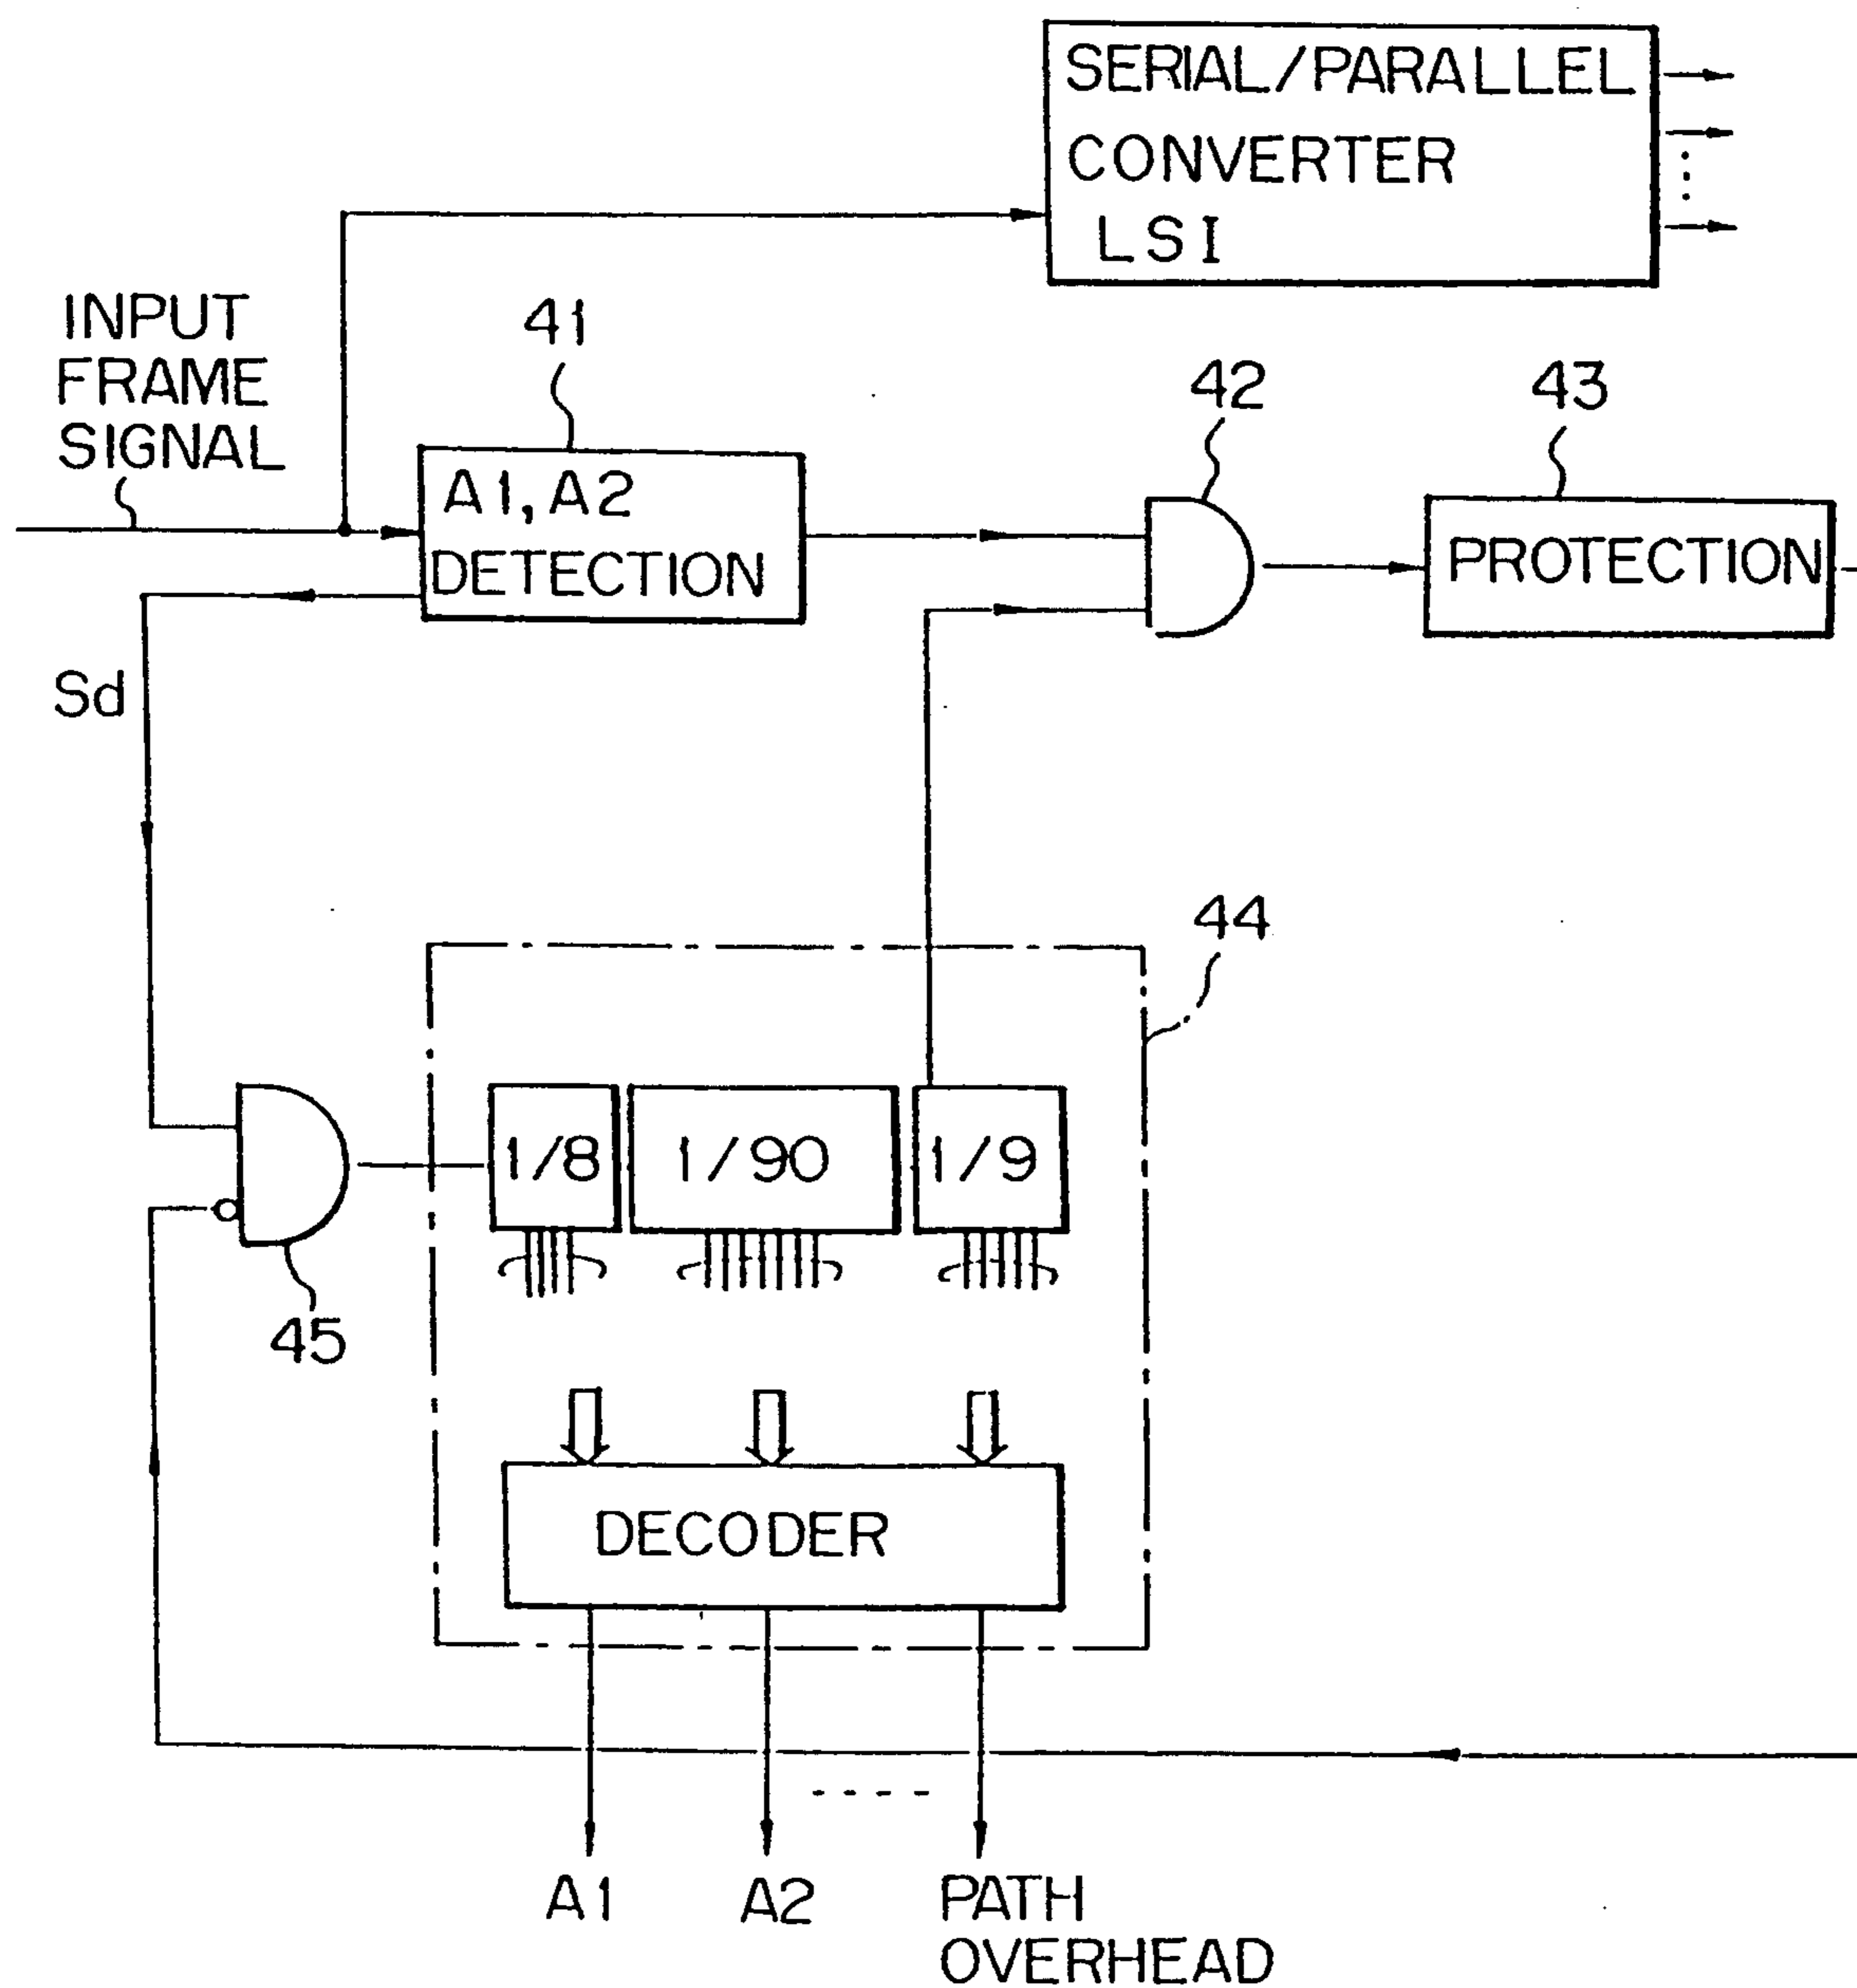 SERIAL/PARALLEL
CONVERTER
LSI
INPUT
FRAME
SIGNAL
41
42
43
A1, A2
DETECTION
PROTECTION
Sd
44
1/8
1/90
1/9
45
DECODER
A1
A2
PATH
OVERHEAD